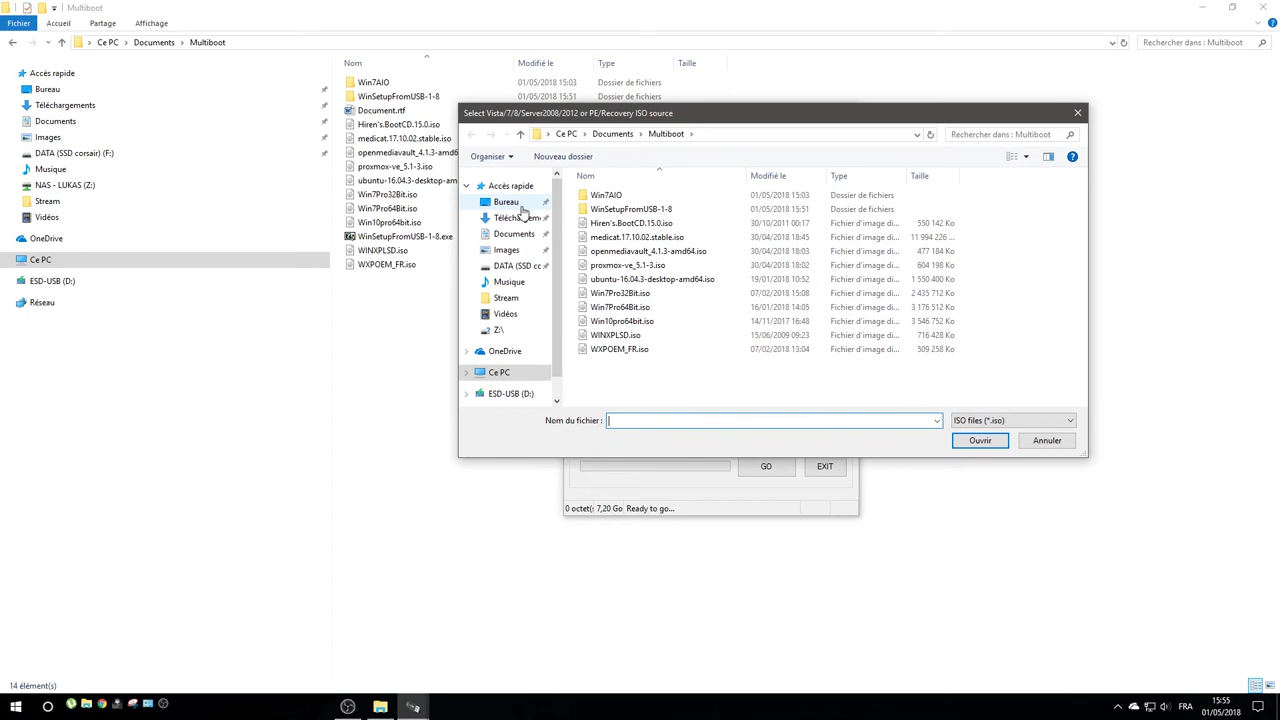 Multiboot
Fichier Accueil Partage Affichage
Ce PC Documents Multiboot Rechercher dans : Multiboot
Nom Modifié le Type Taille
Accès rapide
Bureau
Téléchargements
Documents
Images
DATA (SSD corsair) (F:)
Musique
NAS - LUKAS (Z:)
Stream
Vidéos
OneDrive
Ce PC
ESD-USB (D:)
Réseau
Win7AIO 01/05/2018 15:03 Dossier de fichiers
WinSetupFromUSB-1-8 01/05/2018 15:51 Dossier de fichiers
Document.rtf
Hiren's.BootCD.15.0.iso
medicat.17.10.02.stable.iso
openmediavault_4.1.3-amd6
proxmox-ve_5.1-3.iso
ubuntu-16.04.3-desktop-am
Win7Pro32Bit.iso
Win7Pro64Bit.iso
Win10pro64bit.iso
WinSetupFromUSB-1-8.exe
WINXPLSD.iso
WXPOEM_FR.iso
Select Vista/7/8/Server2008/2012 or PE/Recovery ISO source
Ce PC Documents Multiboot Rechercher dans : Multiboot
Organiser Nouveau dossier
Accès rapide
Bureau
Documents
Images
DATA (SSD cc
Musique
Stream
Vidéos
Z:\
OneDrive
Ce PC
ESD-USB (D:)
Nom Modifié le Type Taille
Win7AIO 01/05/2018 15:03 Dossier de fichiers
WinSetupFromUSB-1-8 01/05/2018 15:51 Dossier de fichiers
Hiren's.BootCD.15.0.iso 30/10/2011 00:17 Fichier d'image di... 550 142 Ko
medicat.17.10.02.stable.iso 30/04/2018 18:45 Fichier d'image di... 11 994 226 ...
openmediavault_4.1.3-amd64.iso 30/04/2018 18:03 Fichier d'image di... 477 184 Ko
proxmox-ve_5.1-3.iso 30/04/2018 18:02 Fichier d'image di... 604 198 Ko
ubuntu-16.04.3-desktop-amd64.iso 19/01/2018 10:52 Fichier d'image di... 1 550 400 Ko
Win7Pro32Bit.iso 07/02/2018 15:08 Fichier d'image di... 2 435 712 Ko
Win7Pro64Bit.iso 16/01/2018 14:05 Fichier d'image di... 3 176 512 Ko
Win10pro64bit.iso 14/11/2017 16:48 Fichier d'image di... 3 546 752 Ko
WINXPLSD.iso 15/06/2009 09:23 Fichier d'image di... 716 428 Ko
WXPOEM_FR.iso 07/02/2018 13:04 Fichier d'image di... 509 258 Ko
Nom du fichier : ISO files (*.iso)
Ouvrir Annuler
GO EXIT
0 octet(s 7,20 Go Ready to go...
14 élément(s)
FR 15:55
01/05/2018